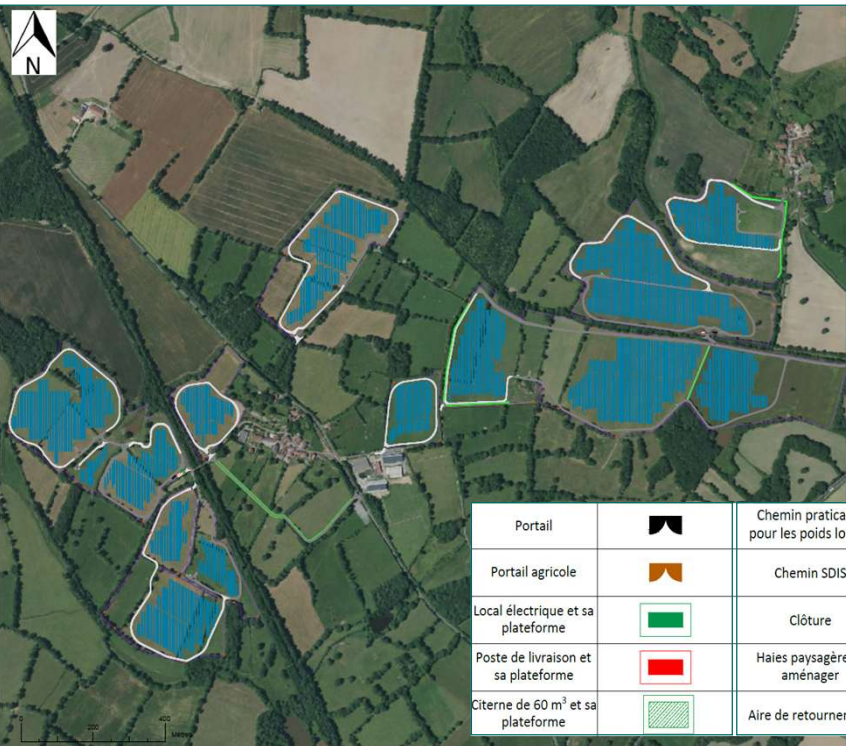 N
Portail
Chemin pratica
pour les poids lo
Portail agricole
Chemin SDIS
Local électrique et sa
plateforme
Clôture
Poste de livraison et
sa plateforme
Haies paysagère
aménager
Citerne de 60 m³ et sa
plateforme
Aire de retournem
0
200
400
Mètres